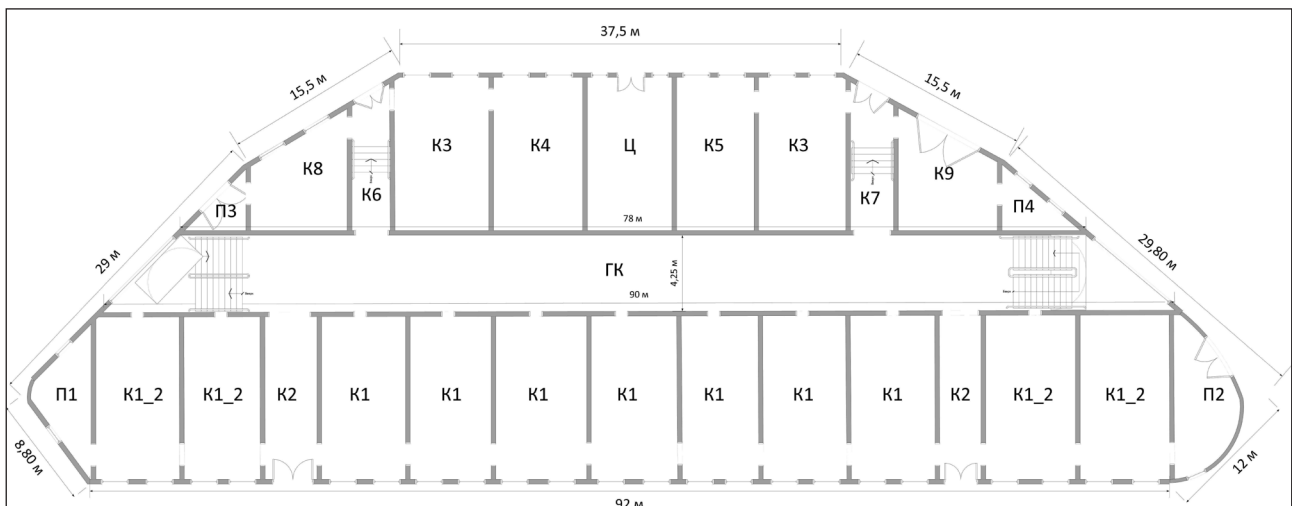 37,5 м
15,5 м
15,5 м
К8
К3
К4
Ц
К5
К3
К9
К6
К7
П3
П4
78 м
29 м
ГК
4,25 м
29,80 м
90 м
П1
К1_2
К1_2
К2
К1
К1
К1
К1
К1
К1
К1
К2
К1_2
К1_2
П2
8,80 м
12 м
92 м